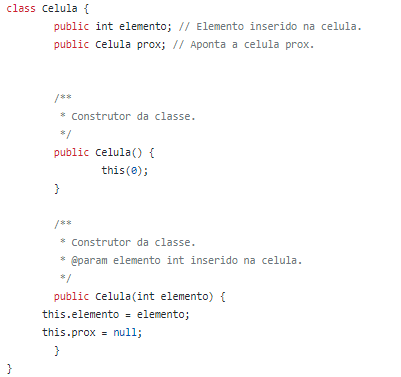 class Celula {
public int elemento; // Elemento inserido na celula.
public Celula prox; // Aponta a celula prox.
/**
* Construtor da classe.
*/
public Celula() {
this(0);
}
/**
* Construtor da classe.
* @param elemento int inserido na celula.
*/
public Celula(int elemento) {
this.elemento = elemento;
this.prox = null;
}
}